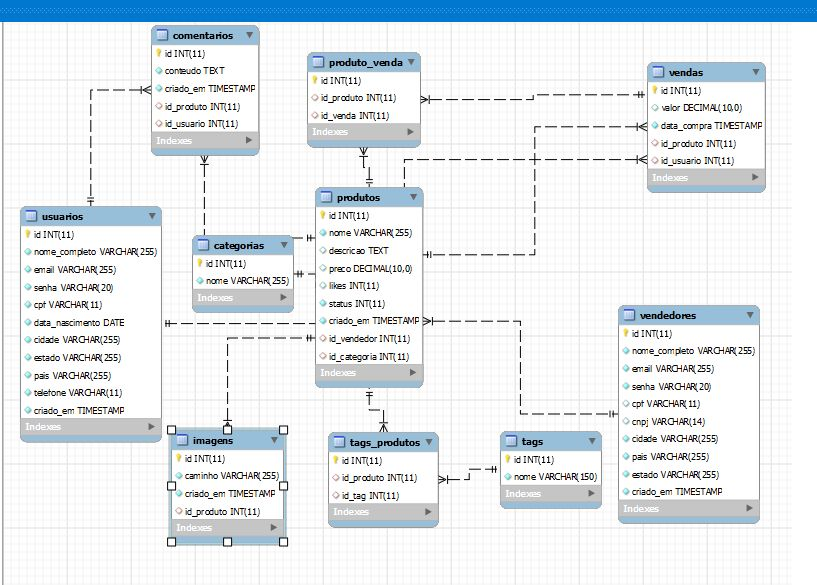 comentarios
id INT(11)
conteudo TEXT
criado_em TIMESTAMP
id_produto INT(11)
id_usuario INT(11)
Indexes
produto_venda
id INT(11)
id_produto INT(11)
id_venda INT(11)
Indexes
vendas
id INT(11)
valor DECIMAL(10,0)
data_compra TIMESTAMP
id_produto INT(11)
id_usuario INT(11)
Indexes
usuarios
id INT(11)
nome_completo VARCHAR(255)
email VARCHAR(255)
senha VARCHAR(20)
cpf VARCHAR(11)
data_nascimento DATE
cidade VARCHAR(255)
estado VARCHAR(255)
pais VARCHAR(255)
telefone VARCHAR(11)
criado_em TIMESTAMP
Indexes
categorias
id INT(11)
nome VARCHAR(255)
Indexes
produtos
id INT(11)
nome VARCHAR(255)
descricao TEXT
preco DECIMAL(10,0)
likes INT(11)
status INT(11)
criado_em TIMESTAMP
id_vendedor INT(11)
id_categoria INT(11)
Indexes
vendedores
id INT(11)
nome_completo VARCHAR(255)
email VARCHAR(255)
senha VARCHAR(20)
cpf VARCHAR(11)
cnpj VARCHAR(14)
cidade VARCHAR(255)
pais VARCHAR(255)
estado VARCHAR(255)
criado_em TIMESTAMP
Indexes
imagens
id INT(11)
caminho VARCHAR(255)
criado_em TIMESTAMP
id_produto INT(11)
Indexes
tags_produtos
id INT(11)
id_produto INT(11)
id_tag INT(11)
Indexes
tags
id INT(11)
nome VARCHAR(150)
Indexes